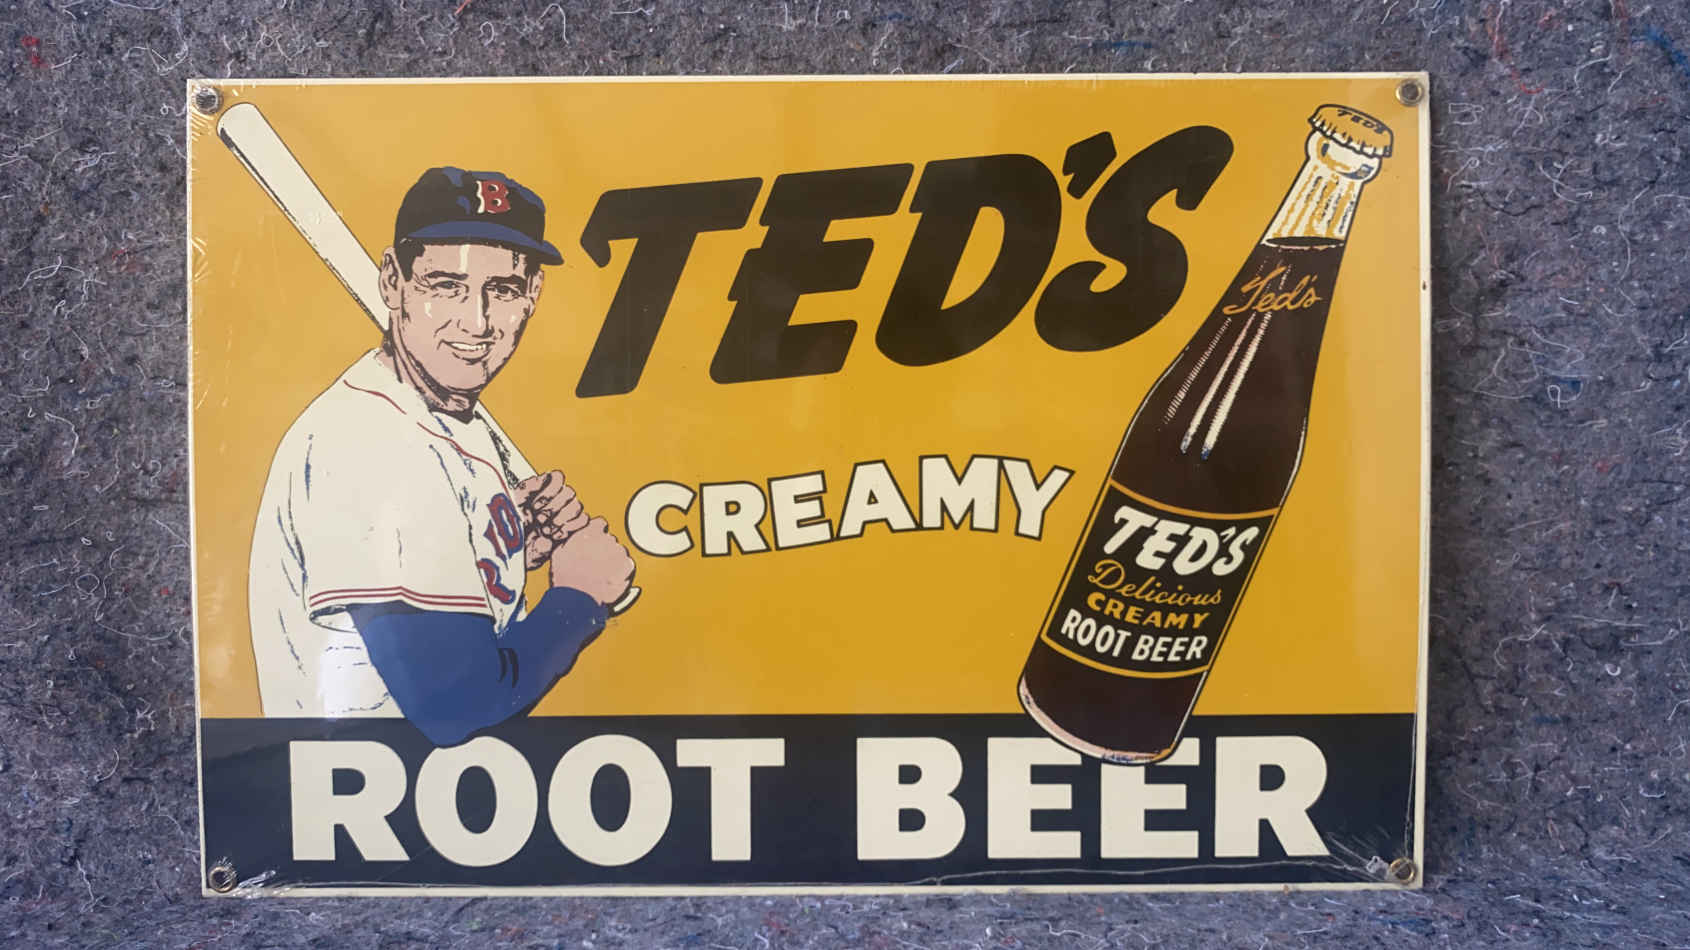 B
TED'S
TED'S
Ted's
CREAMY
TED'S
Delicious
CREAMY
ROOT BEER
ROOT BEER